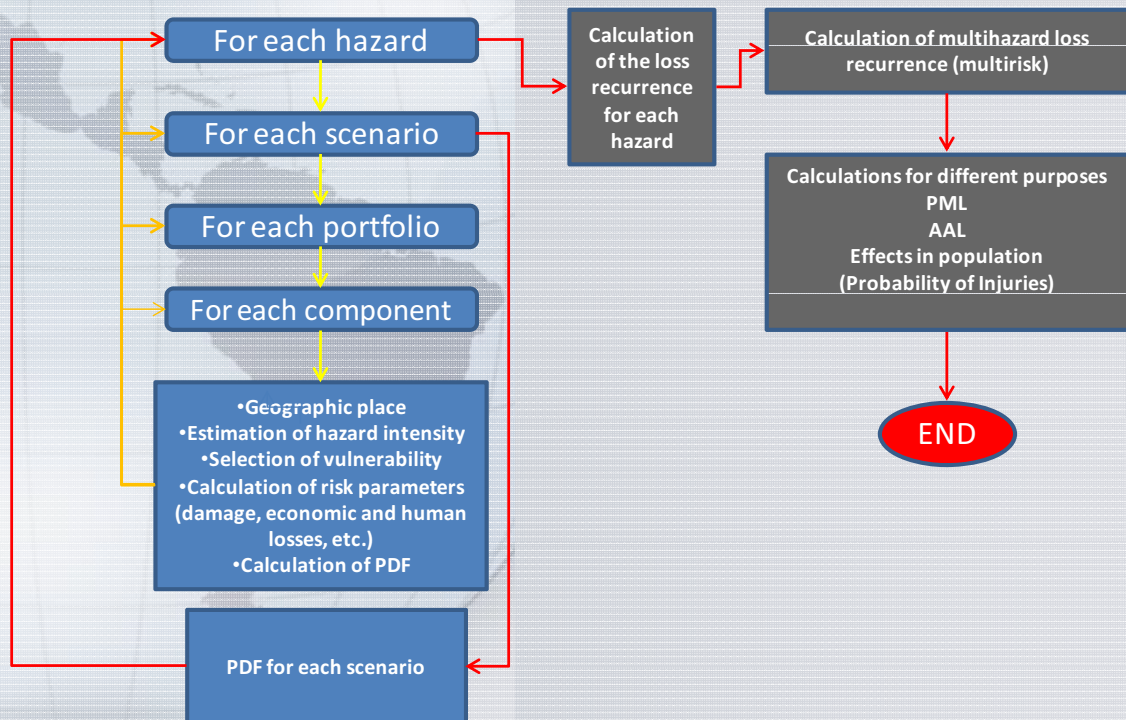 For each hazard
For each scenario
For each portfolio
For each component
•Geographic place
•Estimation of hazard intensity
•Selection of vulnerability
•Calculation of risk parameters
(damage, economic and human
losses, etc.)
•Calculation of PDF
PDF for each scenario
Calculation
of the loss
recurrence
for each
hazard
Calculation of multihazard loss
recurrence (multirisk)
Calculations for different purposes
PML
AAL
Effects in population
(Probability of Injuries)
END